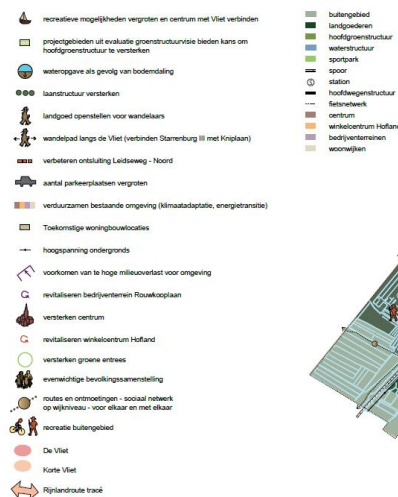 recreatieve mogelijkheden vergroten en centrum met Vliet verbinden
projectgebieden uit evaluatie groenstructuurvisie bieden kans om
hoofdgroenstructuur te versterken
wateropgave als gevolg van bodemdaling
laanstructuur versterken
landgoed openstellen voor wandelaars
wandelpad langs de Vliet (verbinden Starrenburg III met Kniplaan)
verbeteren ontsluiting Leidseweg - Noord
aantal parkeerplaatsen vergroten
verduurzamen bestaande omgeving (klimaatadaptatie, energietransitie)
Toekomstige woningbouwlocaties
hoogspanning ondergronds
voorkomen van te hoge milieuoverlast voor omgeving
revitaliseren bedrijventerrein Rouwkooplaan
versterken centrum
revitaliseren winkelcentrum Hofland
versterken groene entrees
evenwichtige bevolkingssamenstelling
routes en ontmoetingen - sociaal netwerk
op wijkniveau - voor elkaar en met elkaar
recreatie buitengebied
De Vliet
Korte Vliet
Rijnlandroute tracé
buitengebied
landgoederen
hoofdgroenstructuur
waterstructuur
sportpark
spoor
station
hoofdwegenstructuur
fietsnetwerk
centrum
winkelcentrum Hofland
bedrijventerreinen
woonwijken